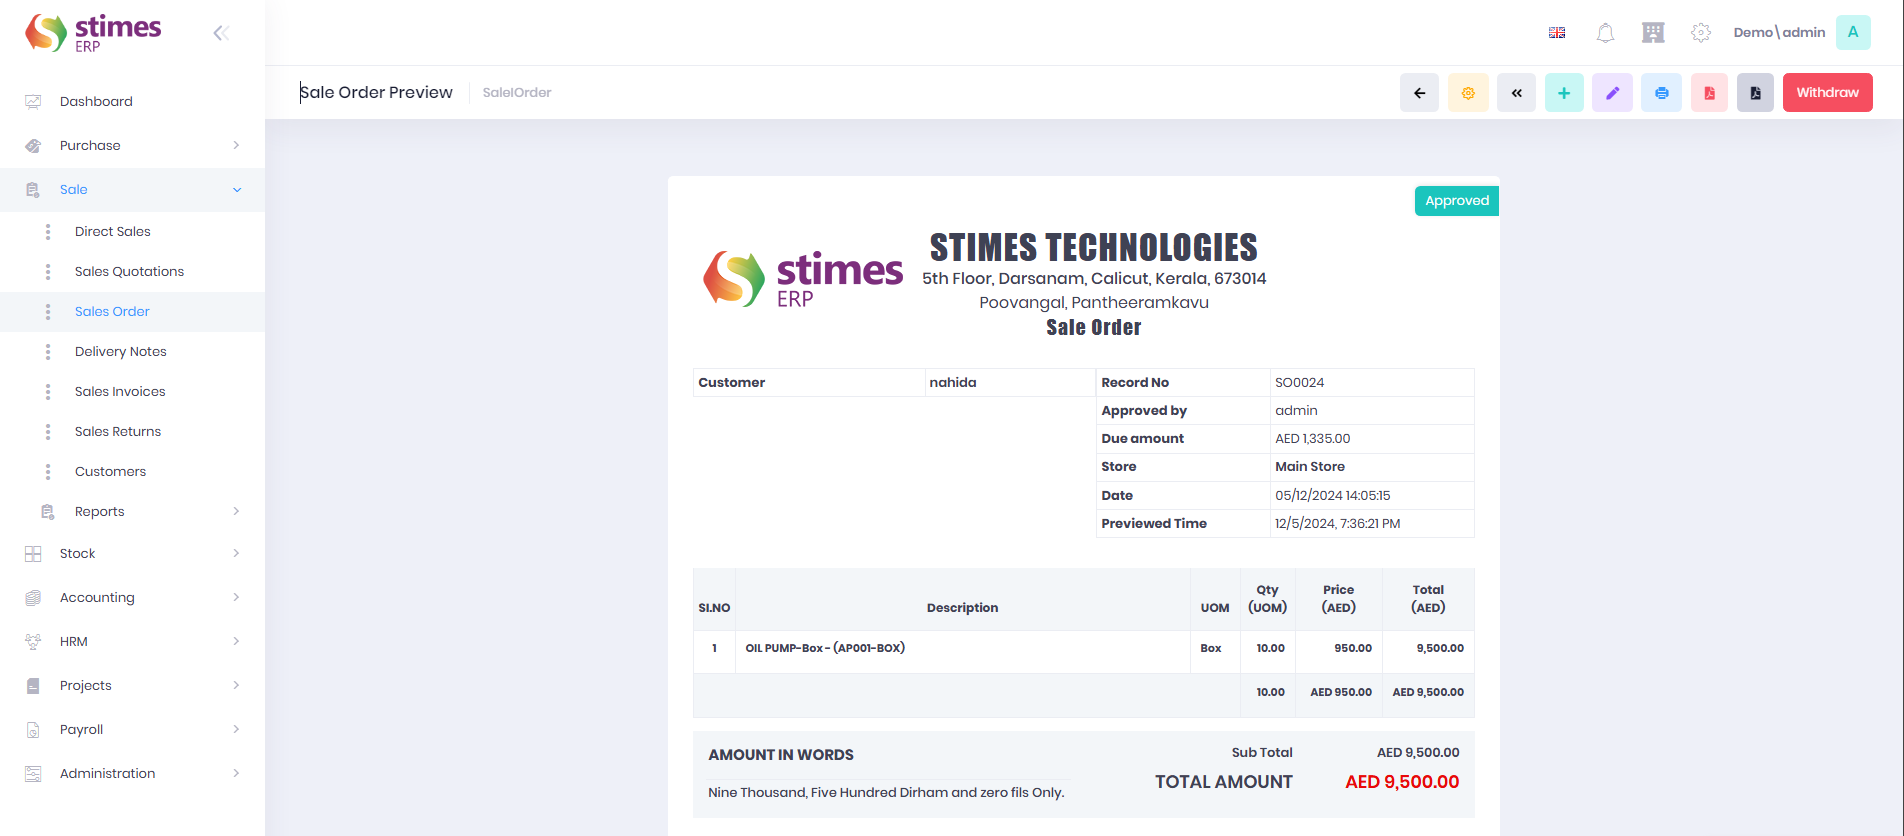 stimes
ERP
Demo\admin
A
Sale Order Preview
SaleIOrder
Withdraw
Dashboard
Purchase
Sale
Direct Sales
Sales Quotations
Sales Order
Delivery Notes
Sales Invoices
Sales Returns
Customers
Reports
Stock
Accounting
HRM
Projects
Payroll
Administration
Approved
stimes
ERP
STIMES TECHNOLOGIES
5th Floor, Darsanam, Calicut, Kerala, 673014
Poovangal, Pantheeramkavu
Sale Order
Customer nahida
Record No SO0024
Approved by admin
Due amount AED 1,335.00
Store Main Store
Date 05/12/2024 14:05:15
Previewed Time 12/5/2024, 7:36:21 PM
SI.NO Description UOM Qty (UOM) Price (AED) Total (AED)
1 OIL PUMP-Box - (AP001-BOX) Box 10.00 950.00 9,500.00
10.00 AED 950.00 AED 9,500.00
AMOUNT IN WORDS
Nine Thousand, Five Hundred Dirham and zero fils Only.
Sub Total AED 9,500.00
TOTAL AMOUNT AED 9,500.00